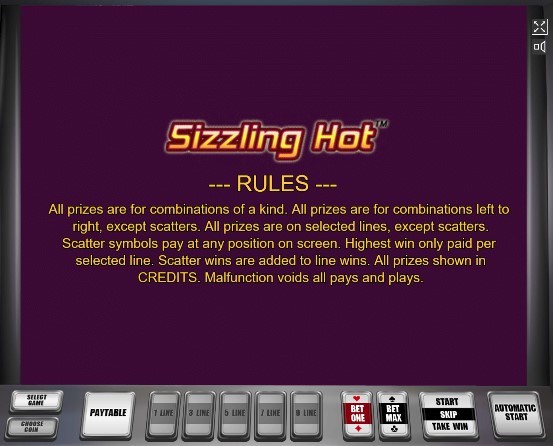 Sizzling Hot™
--- RULES ---
All prizes are for combinations of a kind. All prizes are for combinations left to
right, except scatters. All prizes are on selected lines, except scatters.
Scatter symbols pay at any position on screen. Highest win only paid per
selected line. Scatter wins are added to line wins. All prizes shown in
CREDITS. Malfunction voids all pays and plays.
SELECT
GAME
CHOOSE
COIN
PAYTABLE
1 LINE
3 LINE
5 LINE
7 LINE
9 LINE
BET
ONE
BET
MAX
START
SKIP
TAKE WIN
AUTOMATIC
START